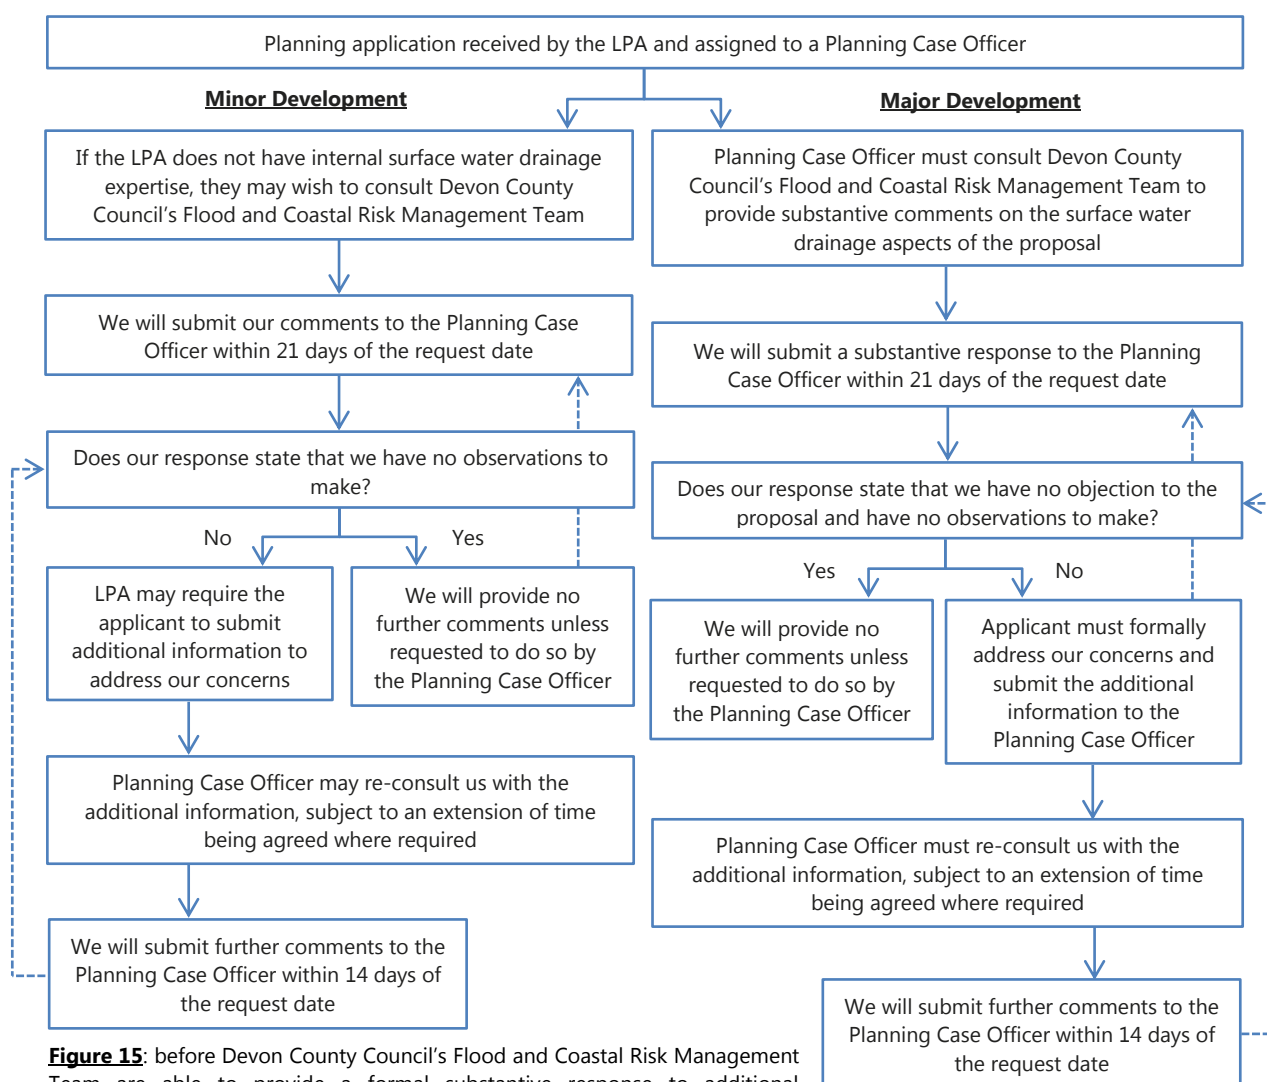 Planning application received by the LPA and assigned to a Planning Case Officer
Minor Development
If the LPA does not have internal surface water drainage
expertise, they may wish to consult Devon County
Council's Flood and Coastal Risk Management Team
We will submit our comments to the Planning Case
Officer within 21 days of the request date
Does our response state that we have no observations to
make?
No
Yes
LPA may require the
applicant to submit
additional information to
address our concerns
We will provide no
further comments unless
requested to do so by
the Planning Case Officer
Planning Case Officer may re-consult us with the
additional information, subject to an extension of time
being agreed where required
We will submit further comments to the
Planning Case Officer within 14 days of
the request date
Major Development
Planning Case Officer must consult Devon County
Council's Flood and Coastal Risk Management Team to
provide substantive comments on the surface water
drainage aspects of the proposal
We will submit a substantive response to the Planning
Case Officer within 21 days of the request date
Does our response state that we have no objection to the
proposal and have no observations to make?
Yes
No
We will provide no
further comments unless
requested to do so by
the Planning Case Officer
Applicant must formally
address our concerns and
submit the additional
information to the
Planning Case Officer
Planning Case Officer must re-consult us with the
additional information, subject to an extension of time
being agreed where required
We will submit further comments to the
Planning Case Officer within 14 days of
the request date
Figure 15: before Devon County Council's Flood and Coastal Risk Management
Team are able to provide a formal substantive response to additional